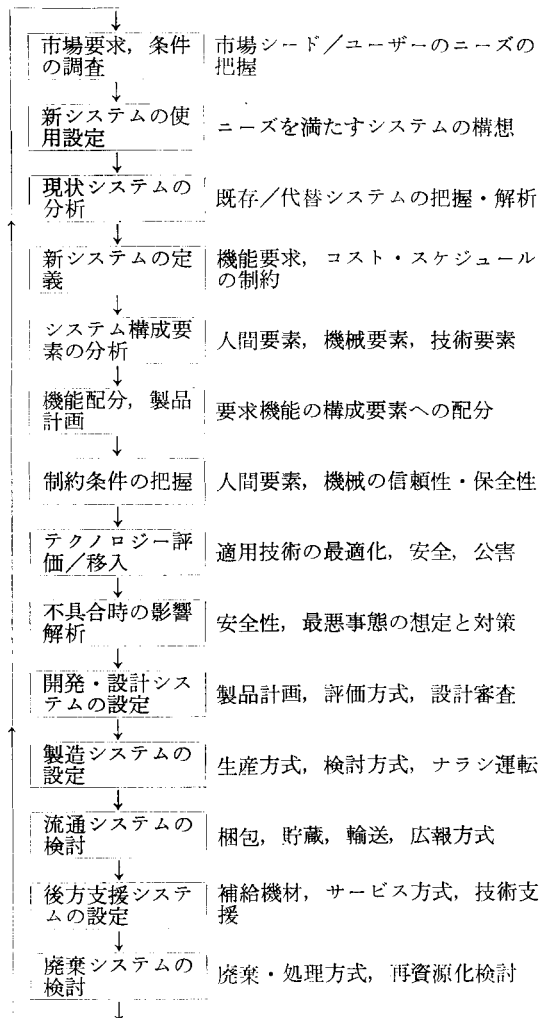 市場要求，条件
の調査
市場シード／ユーザーのニーズの
把握
新システムの使
用設定
ニーズを満たすシステムの構想
現状システムの
分析
既存／代替システムの把握・解析
新システムの定
義
機能要求，コスト・スケジュール
の制約
システム構成要
素の分析
人間要素，機械要素，技術要素
機能配分，製品
計画
要求機能の構成要素への配分
制約条件の把握
人間要素，機械の信頼性・保全性
テクノロジー評
価／移入
適用技術の最適化，安全，公害
不具合時の影響
解析
安全性，最悪事態の想定と対策
開発・設計シス
テムの設定
製品計画，評価方式，設計審査
製造システムの
設定
生産方式，検討方式，ナラシ運転
流通システムの
検討
梱包，貯蔵，輸送，広報方式
後方支援システ
ムの設定
補給機材，サービス方式，技術支
援
廃棄システムの
検討
廃棄・処理方式，再資源化検討